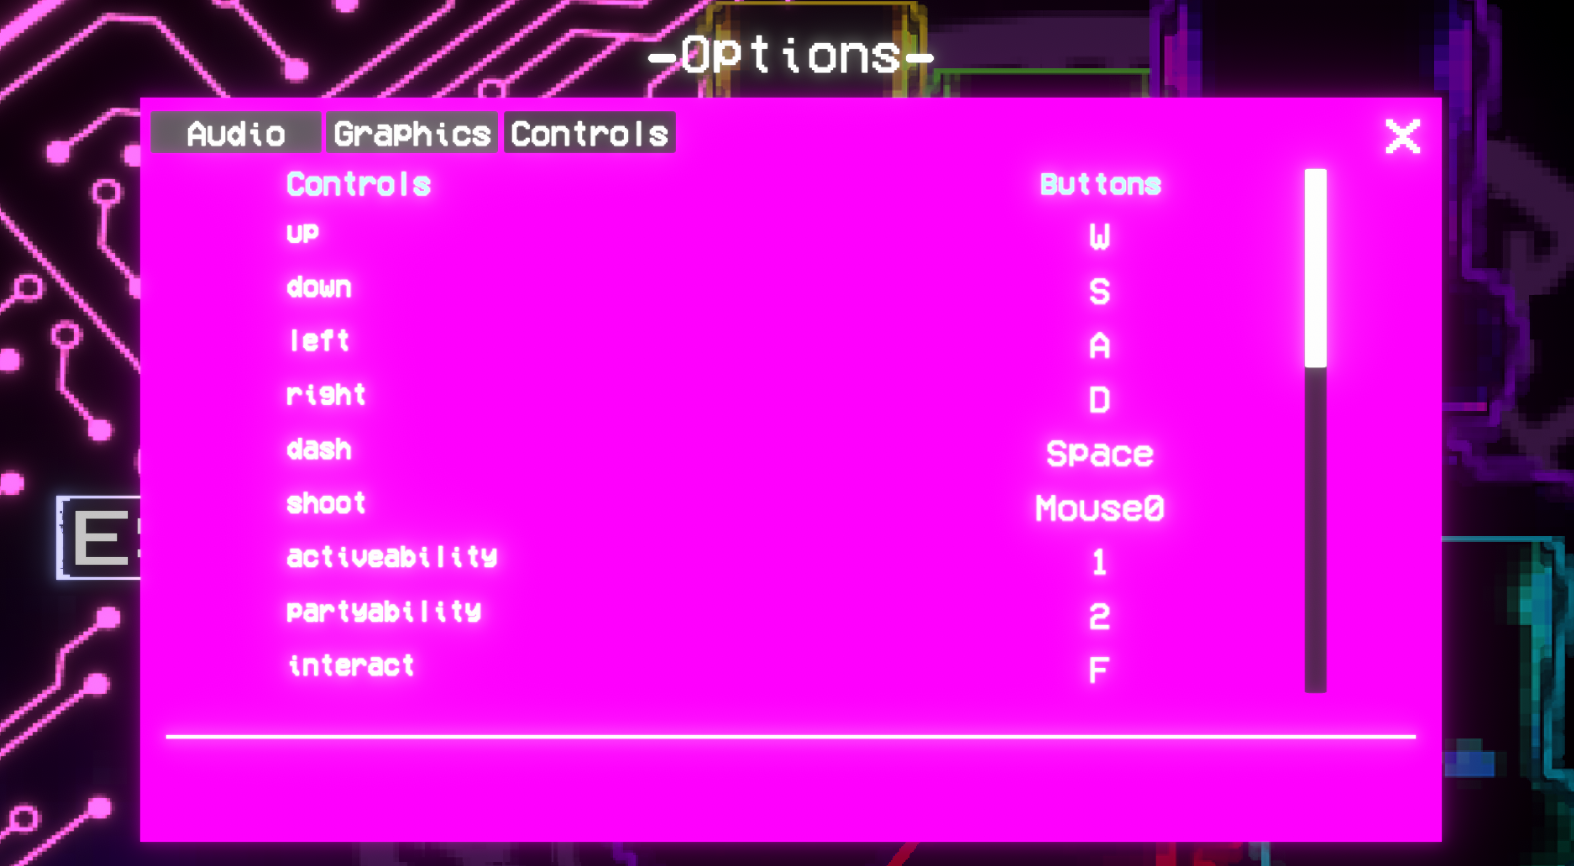 -Options-
Audio Graphics Controls X
Controls Buttons
up W
down S
left A
right D
dash Space
shoot Mouse0
activeability 1
partyability 2
interact F